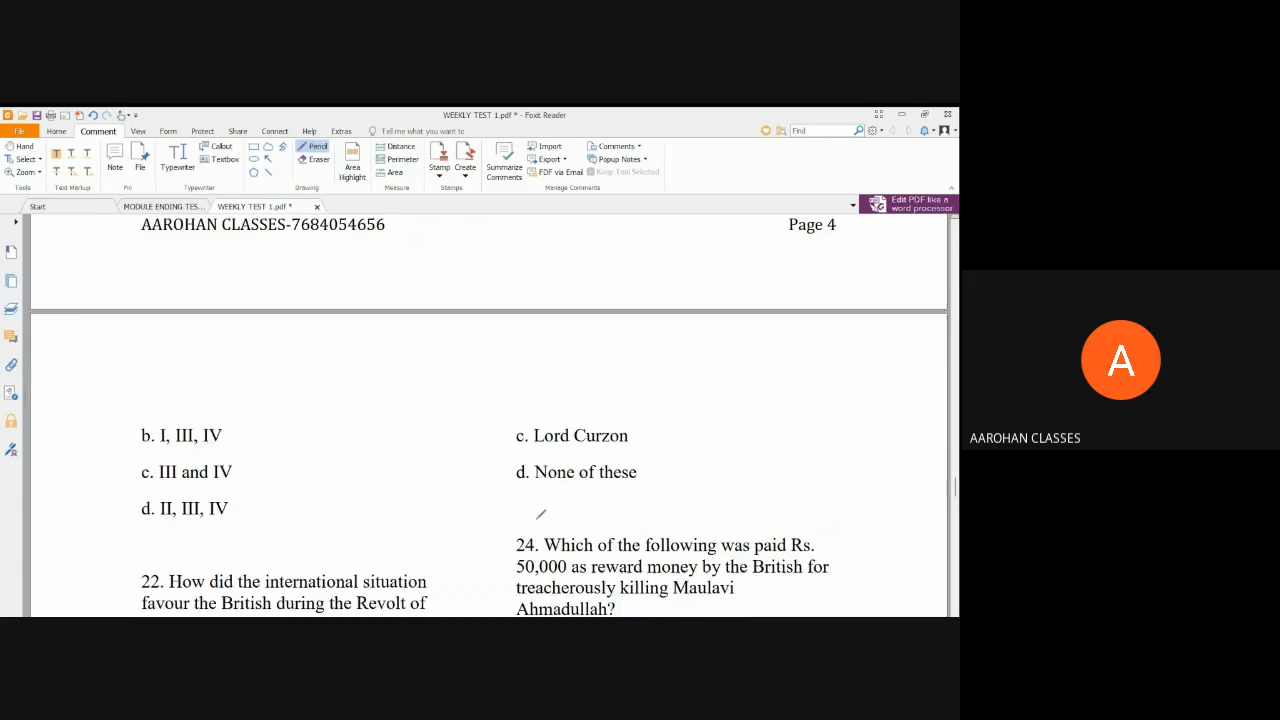 WEEKLY TEST 1.pdf * - Foxit Reader
File Home Comment View Form Protect Share Connect Help Extras Tell me what you want to Find
Hand
Select
Zoom
Tools
Text Markup
Note
File
Pin
Typewriter
Callout
Textbox
Typewriter
Pencil
Eraser
Drawing
Area
Highlight
Distance
Perimeter
Area
Measure
Stamp
Create
Stamps
Summarize
Comments
Import
Export
FDF via Email
Comments
Popup Notes
Keep Tool Selected
Manage Comments
Start
MODULE ENDING TES...
WEEKLY TEST 1.pdf *
Edit PDF like a
word processor
AAROHAN CLASSES-7684054656 Page 4
b. I, III, IV
c. III and IV
d. II, III, IV
22. How did the international situation
favour the British during the Revolt of
c. Lord Curzon
d. None of these
24. Which of the following was paid Rs.
50,000 as reward money by the British for
treacherously killing Maulavi
Ahmadullah?
A
AAROHAN CLASSES